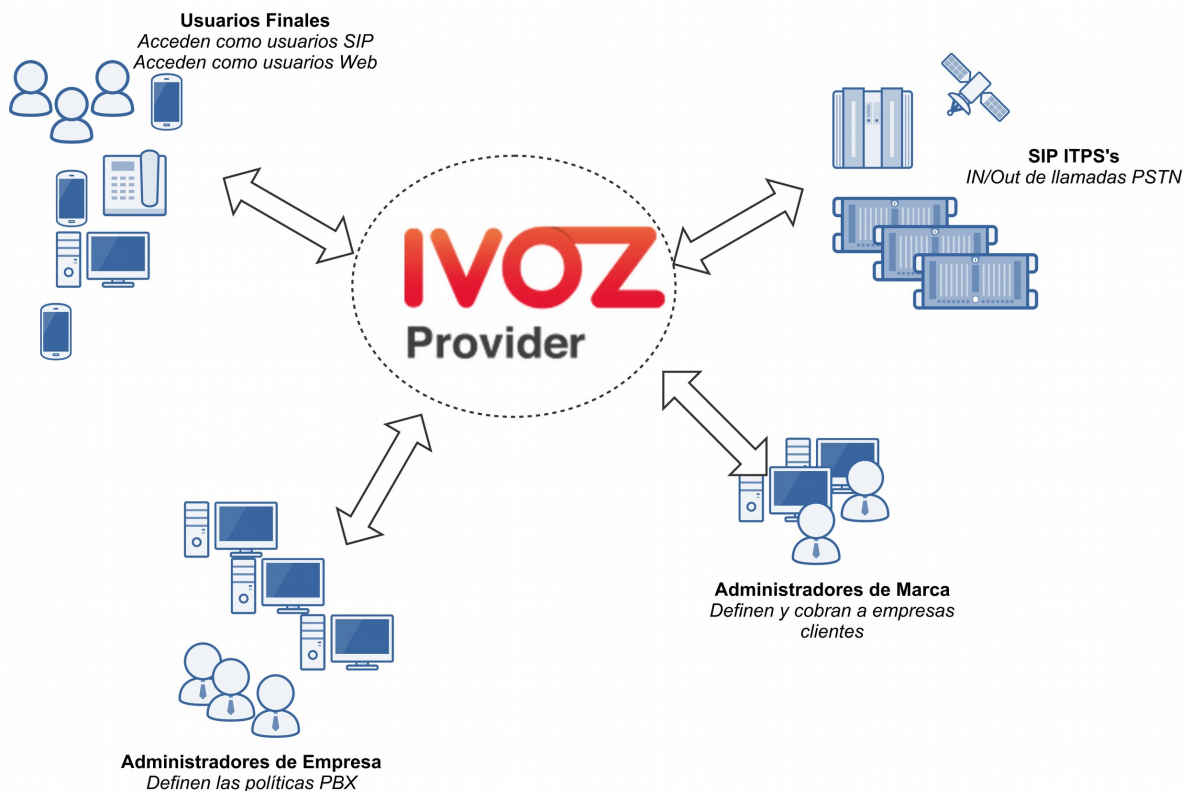 Usuarios Finales
Acceden como usuarios SIP
Acceden como usuarios Web
SIP ITPS's
IN/Out de llamadas PSTN
IVOZ
Provider
Administradores de Marca
Definen y cobran a empresas
clientes
Administradores de Empresa
Definen las políticas PBX